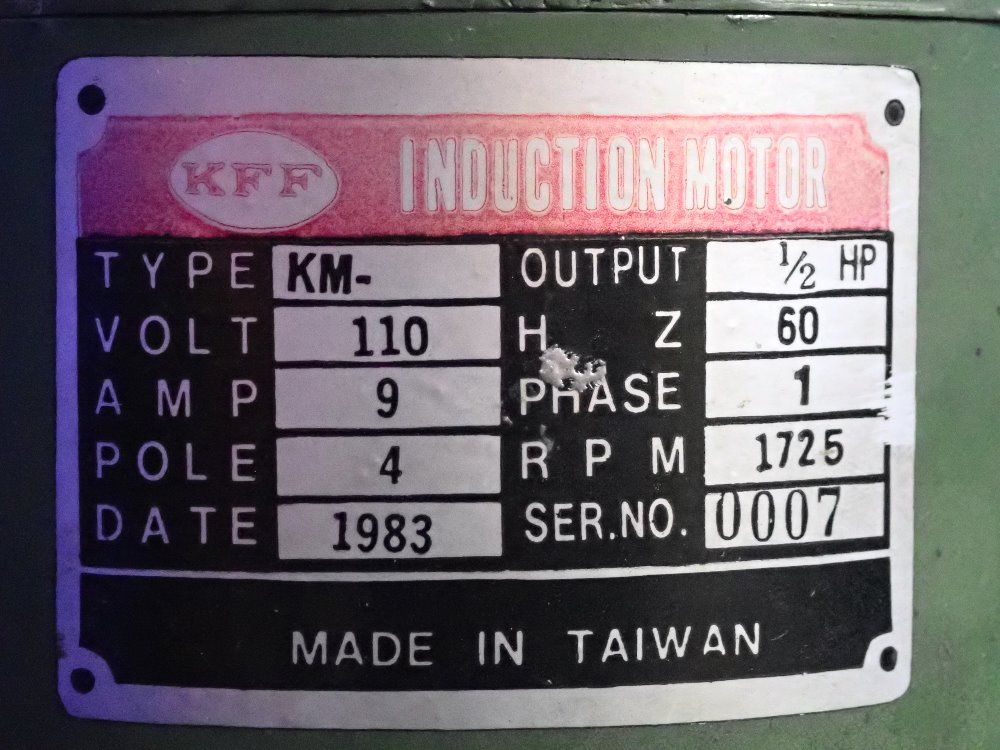 KFF INDUCTION MOTOR
TYPE KM- OUTPUT 1/2 HP
VOLT 110 HZ 60
AMP 9 PHASE 1
POLE 4 RPM 1725
DATE 1983 SER.NO. 0007
MADE IN TAIWAN